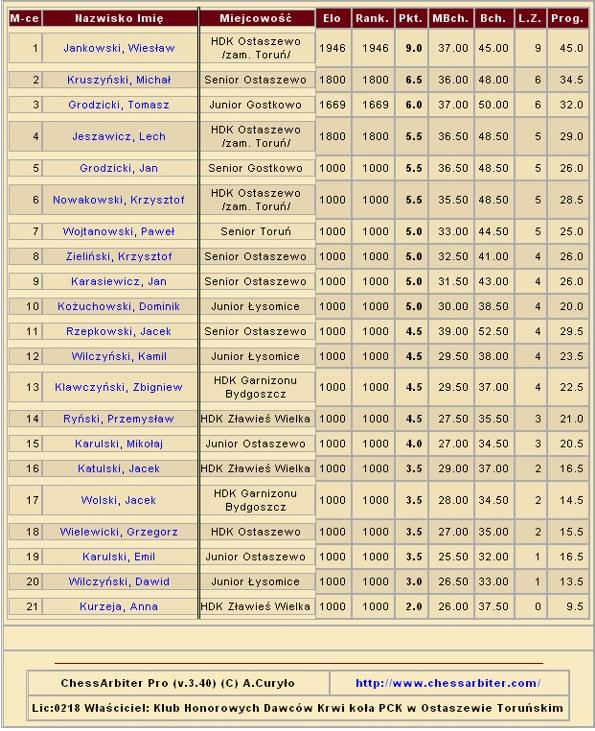 M-ce Nazwisko Imię Miejscowość Elo Rank. Pkt. MBch. Bch. L.Z. Prog.
1 Jankowski, Wiesław HDK Ostaszewo /zam. Toruń/ 1946 1946 9.0 37.00 45.00 9 45.0
2 Kruszyński, Michał Senior Ostaszewo 1800 1800 6.5 36.00 48.00 6 34.5
3 Grodzicki, Tomasz Junior Gostkowo 1669 1669 6.0 37.00 50.00 6 32.0
4 Jeszawicz, Lech HDK Ostaszewo /zam. Toruń/ 1800 1800 5.5 36.50 48.50 5 29.0
5 Grodzicki, Jan Senior Gostkowo 1000 1000 5.5 36.50 48.50 5 26.0
6 Nowakowski, Krzysztof HDK Ostaszewo /zam. Toruń/ 1000 1000 5.5 35.50 48.50 5 28.5
7 Wojtanowski, Paweł Senior Toruń 1000 1000 5.0 33.00 44.50 5 25.0
8 Zieliński, Krzysztof Senior Ostaszewo 1000 1000 5.0 32.50 41.00 4 26.0
9 Karasiewicz, Jan Senior Ostaszewo 1000 1000 5.0 31.50 43.00 4 26.0
10 Kożuchowski, Dominik Junior Łysomice 1000 1000 5.0 30.00 38.50 4 20.0
11 Rzepkowski, Jacek Senior Ostaszewo 1000 1000 4.5 39.00 52.50 4 29.5
12 Wilczyński, Kamil Junior Łysomice 1000 1000 4.5 29.50 38.00 4 23.5
13 Klawczyński, Zbigniew HDK Garnizonu Bydgoszcz 1000 1000 4.5 29.50 37.00 4 22.5
14 Ryński, Przemysław HDK Zławieś Wielka 1000 1000 4.5 27.50 35.50 3 21.0
15 Karulski, Mikołaj Junior Ostaszewo 1000 1000 4.0 27.00 34.50 3 20.5
16 Katulski, Jacek HDK Zławieś Wielka 1000 1000 3.5 29.00 37.00 2 16.5
17 Wolski, Jacek HDK Garnizonu Bydgoszcz 1000 1000 3.5 28.00 34.50 2 14.5
18 Wielewicki, Grzegorz HDK Ostaszewo 1000 1000 3.5 27.00 35.00 2 15.5
19 Karulski, Emil Junior Ostaszewo 1000 1000 3.5 25.50 32.00 1 16.5
20 Wilczyński, Dawid Junior Łysomice 1000 1000 3.0 26.50 33.00 1 13.5
21 Kurzeja, Anna HDK Zławieś Wielka 1000 1000 2.0 26.00 37.50 0 9.5
ChessArbiter Pro (v.3.40) (C) A.Curyło http://www.chessarbiter.com/
Lic:0218 Właściciel: Klub Honorowych Dawców Krwi koła PCK w Ostaszewie Toruńskim